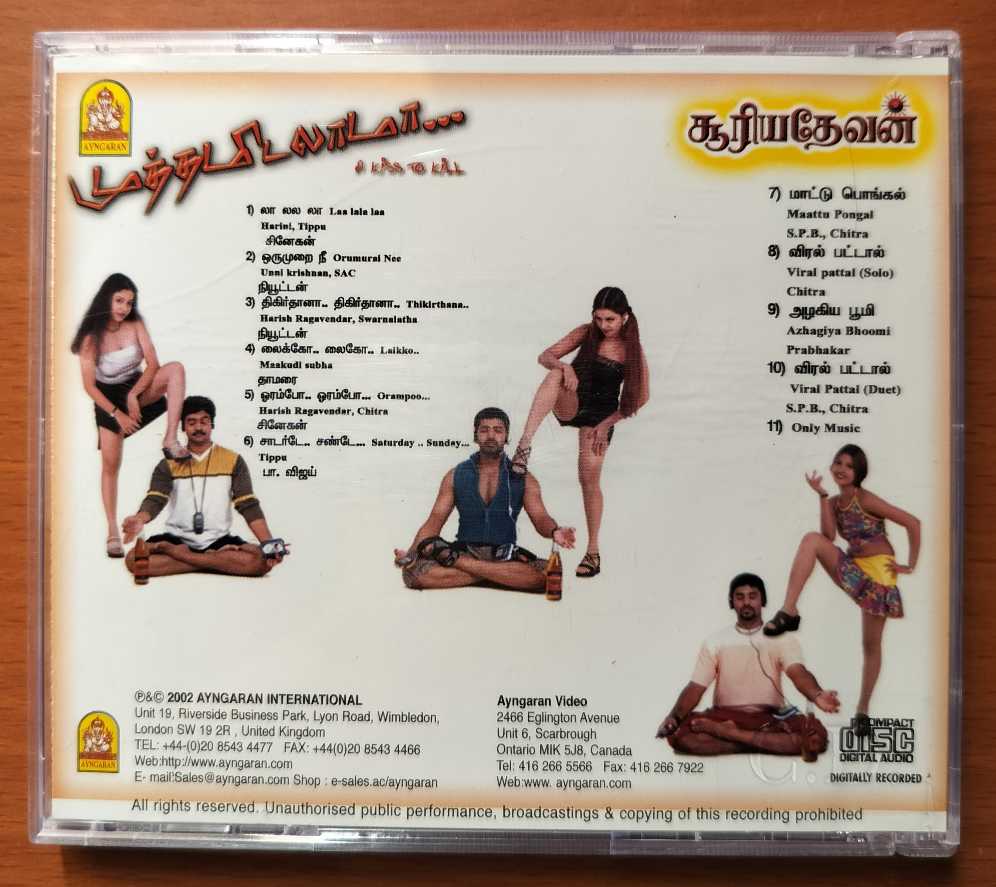 AYNGARAN
முத்தமிடலாமா...
A KISS TO KILL
1) லா லல லா Laa lala laa
Harini, Tippu
சினேகன்
2) ஒருமுறை நீ Orumurai Nee
Unni krishnan, SAC
நியூட்டன்
3) திகிர்தானா.. திகிர்தானா.. Thikirthana..
Harish Ragavendar, Swarnalatha
நியூட்டன்
4) லைக்கோ.. லைகோ.. Laikko..
Maakudi subha
தாமரை
5) ஓரம்போ.. ஓரம்போ... Orampoo...
Harish Ragavendar, Chitra
சினேகன்
6) சாடர்டே.. சண்டே... Saturday .. Sunday...
Tippu
பா. விஜய்
சூரியதேவன்
7) மாட்டு பொங்கல்
Maattu Pongal
S.P.B., Chitra
8) விரல் பட்டால்
Viral pattal (Solo)
Chitra
9) அழகிய பூமி
Azhagiya Bhoomi
Prabhakar
10) விரல் பட்டால்
Viral Pattal (Duet)
S.P.B., Chitra
11) Only Music
AYNGARAN
℗&© 2002 AYNGARAN INTERNATIONAL
Unit 19, Riverside Business Park, Lyon Road, Wimbledon,
London SW 19 2R , United Kingdom
TEL: +44-(0)20 8543 4477 FAX: +44(0)20 8543 4466
Web:http://www.ayngaran.com
E- mail:Sales@ayngaran.com Shop : e-sales.ac/ayngaran
Ayngaran Video
2466 Eglington Avenue
Unit 6, Scarbrough
Ontario MIK 5J8, Canada
Tel: 416 266 5566 Fax: 416 266 7922
Web:www. ayngaran.com
COMPACT
disc
DIGITAL AUDIO
DIGITALLY RECORDED
All rights reserved. Unauthorised public performance, broadcastings & copying of this recording prohibited